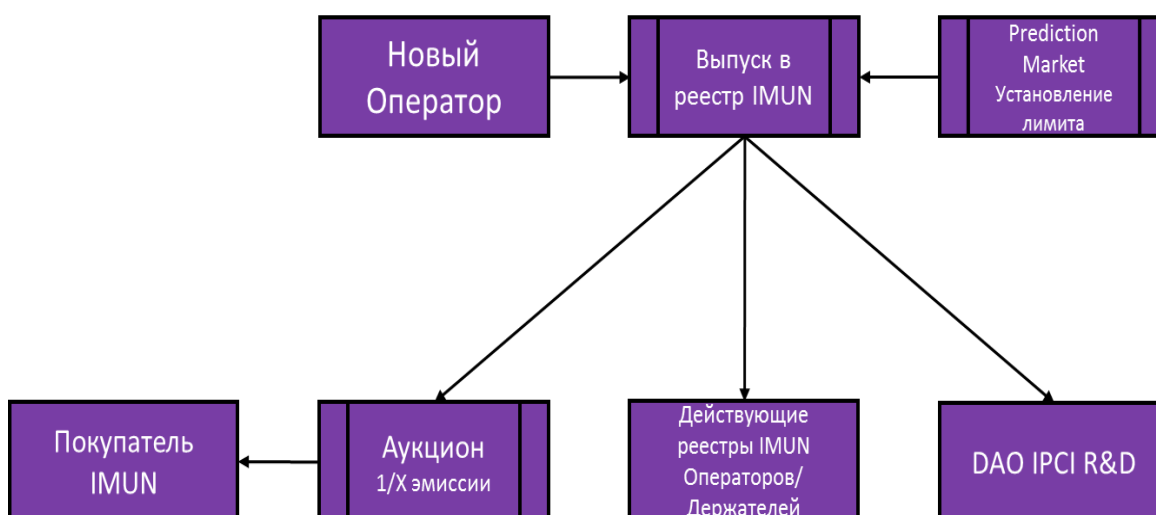 Новый
Оператор
Выпуск в
реестр IMUN
Prediction
Market
Установление
лимита
Покупатель
IMUN
Аукцион
1/X эмиссии
Действующие
реестры IMUN
Операторов/
Держателей
DAO IPCI R&D